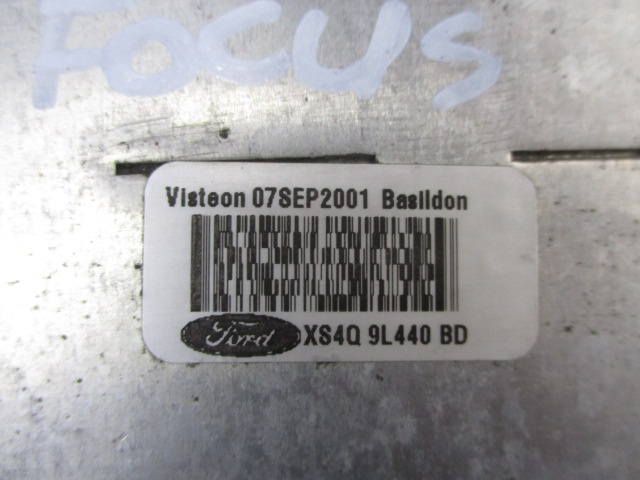 FOCUS
Visteon 07SEP2001 Basildon
Ford XS4Q 9L440 BD